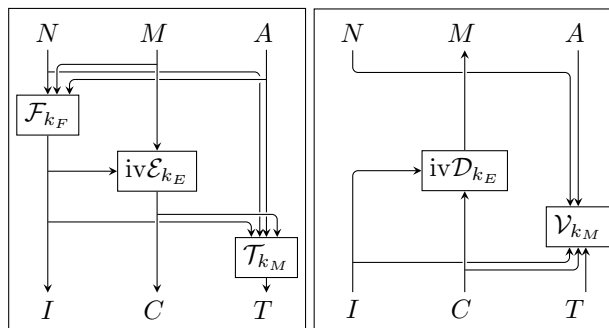 N M A
𝓕_{k_F}
iv𝓔_{k_E}
𝓣_{k_M}
I C T
N M A
iv𝓓_{k_E}
𝓥_{k_M}
I C T